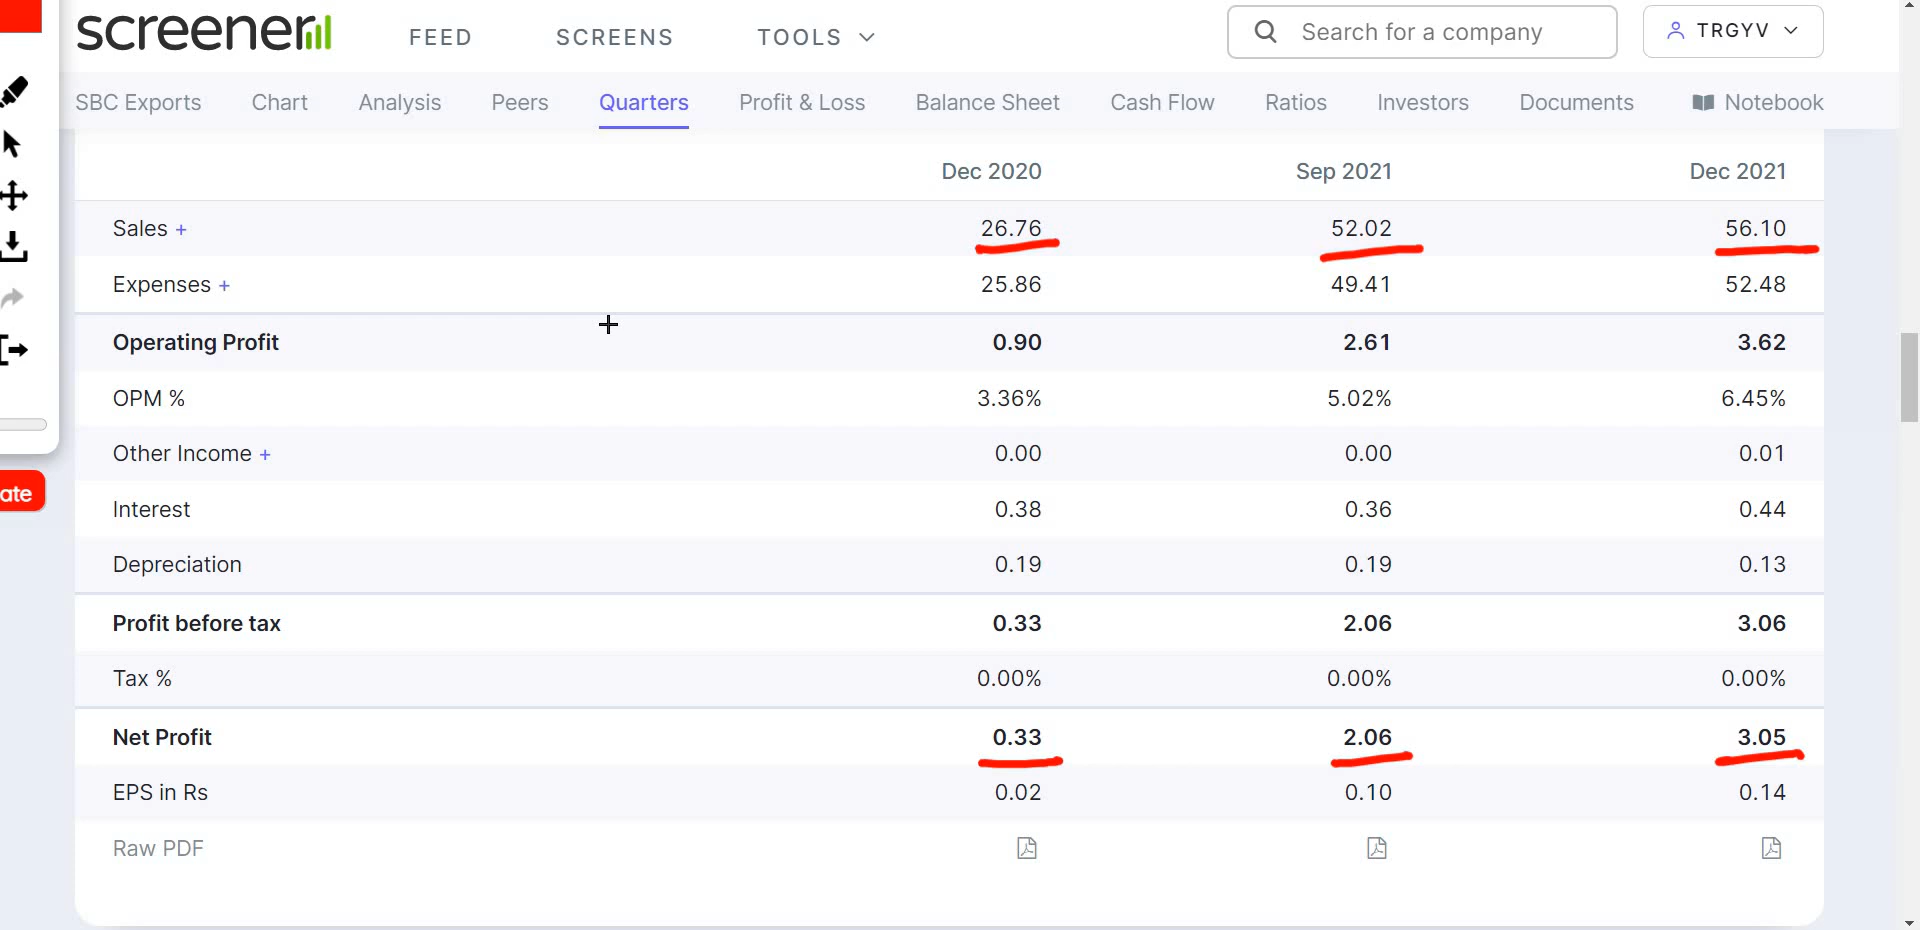 screener FEED SCREENS TOOLS Search for a company TRGYV
SBC Exports Chart Analysis Peers Quarters Profit & Loss Balance Sheet Cash Flow Ratios Investors Documents Notebook
Dec 2020 Sep 2021 Dec 2021
Sales + 26.76 52.02 56.10
Expenses + 25.86 49.41 52.48
Operating Profit 0.90 2.61 3.62
OPM % 3.36% 5.02% 6.45%
Other Income + 0.00 0.00 0.01
ate
Interest 0.38 0.36 0.44
Depreciation 0.19 0.19 0.13
Profit before tax 0.33 2.06 3.06
Tax % 0.00% 0.00% 0.00%
Net Profit 0.33 2.06 3.05
EPS in Rs 0.02 0.10 0.14
Raw PDF